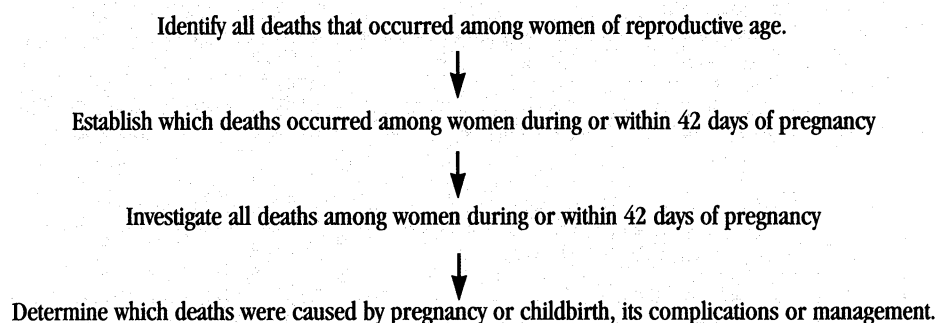 Identify all deaths that occurred among women of reproductive age.
Establish which deaths occurred among women during or within 42 days of pregnancy
Investigate all deaths among women during or within 42 days of pregnancy
Determine which deaths were caused by pregnancy or childbirth, its complications or management.